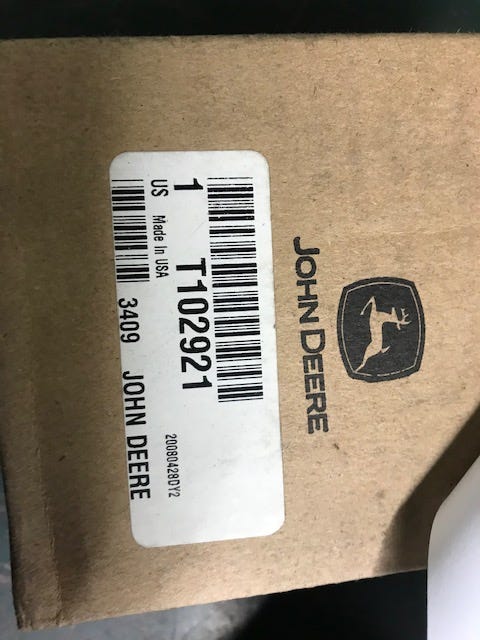 JOHN DEERE
1 T102921
US Made In USA
20080428DY2
3409 JOHN DEERE